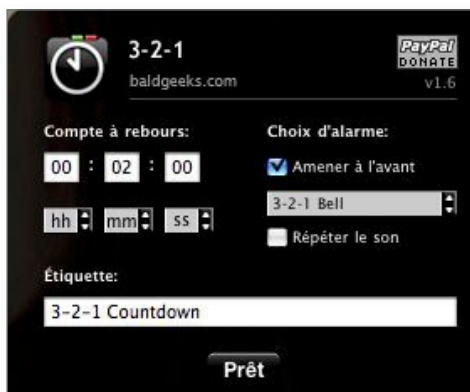 3-2-1
baldgeeks.com
PayPal
DONATE
v1.6
Compte à rebours:
00 : 02 : 00
hh mm ss
Choix d'alarme:
Amener à l'avant
3-2-1 Bell
Répéter le son
Étiquette:
3-2-1 Countdown
Prêt